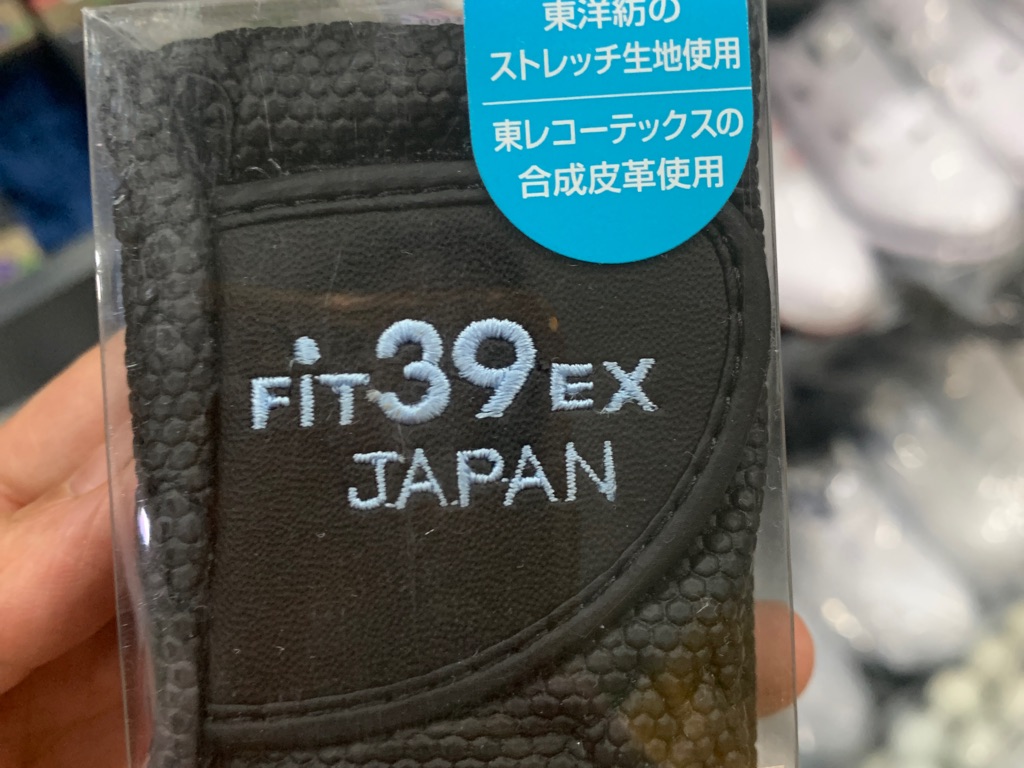 東洋紡の
ストレッチ生地使用
東レコーテックスの
合成皮革使用
FiT39EX
JAPAN